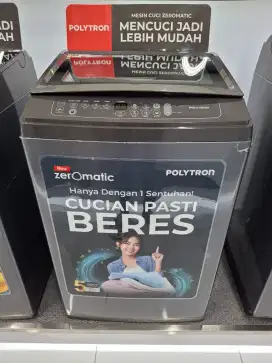 MESIN CUCI ZEROMATIC
POLYTRON
MENCUCI JADI
LEBIH MUDAH
POLYTRON
New
zerOmatic
POLYTRON
Hanya Dengan 1 Sentuhan!
CUCIAN PASTI
BERES
5